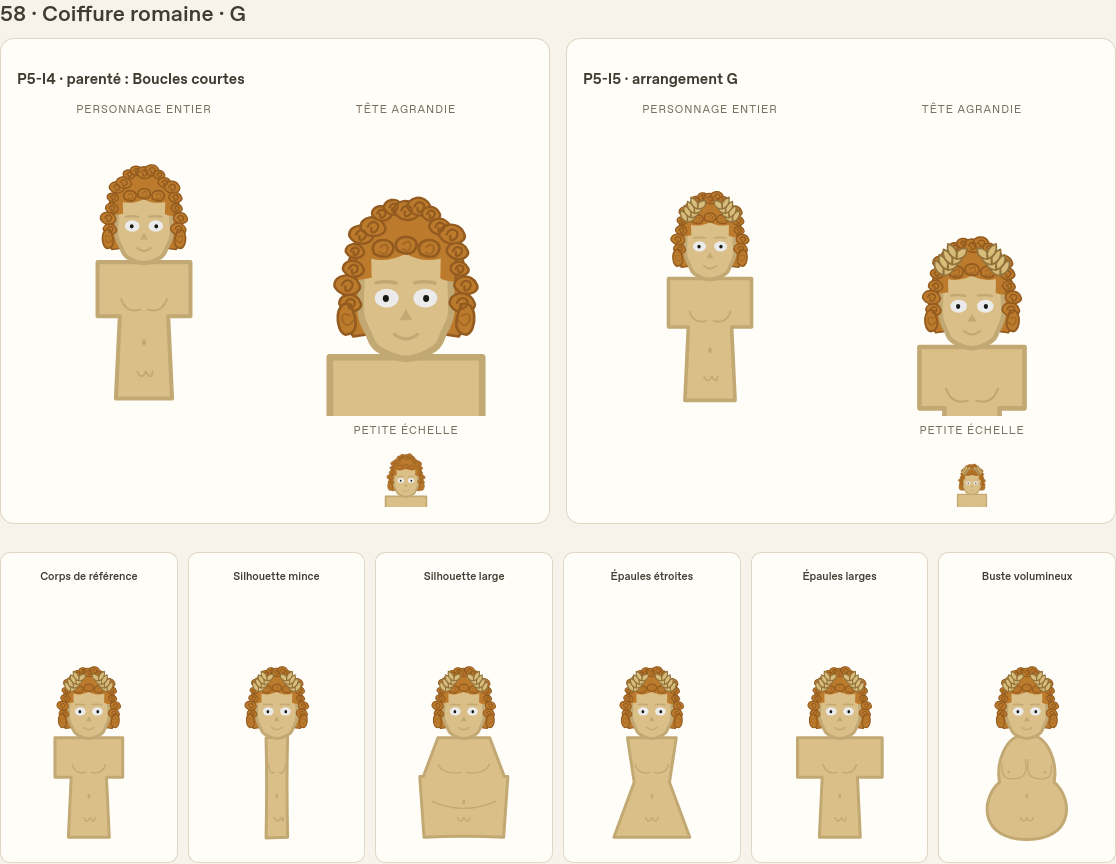 58 · Coiffure romaine · G
P5-I4 · parenté : Boucles courtes
PERSONNAGE ENTIER
TÊTE AGRANDIE
PETITE ÉCHELLE
P5-I5 · arrangement G
PERSONNAGE ENTIER
TÊTE AGRANDIE
PETITE ÉCHELLE
Corps de référence
Silhouette mince
Silhouette large
Épaules étroites
Épaules larges
Buste volumineux